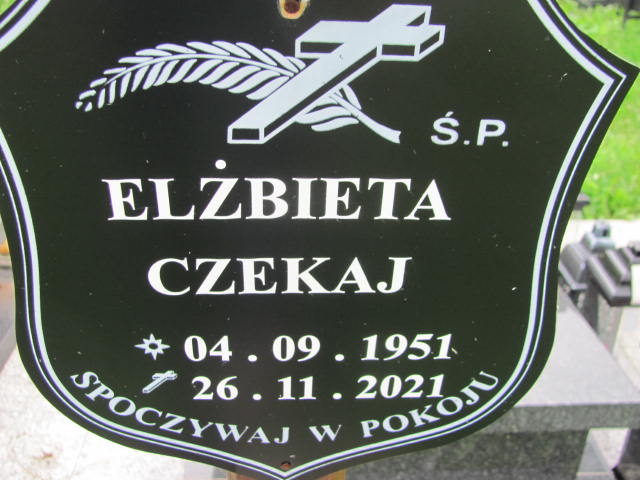 Ś.P.
ELŻBIETA
CZEKAJ
04 . 09 . 1951
26 . 11 . 2021
SPOCZYWAJ W POKOJU